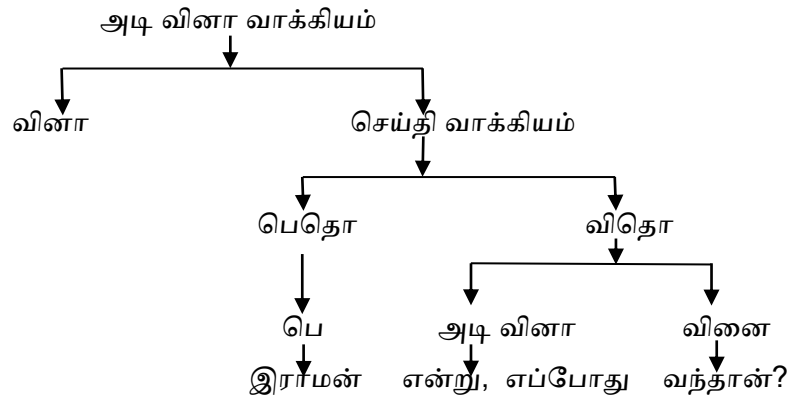 அடி வினா வாக்கியம்
வினா செய்தி வாக்கியம்
பெதொ விதொ
பெ அடி வினா வினை
இராமன் என்று, எப்போது வந்தான்?